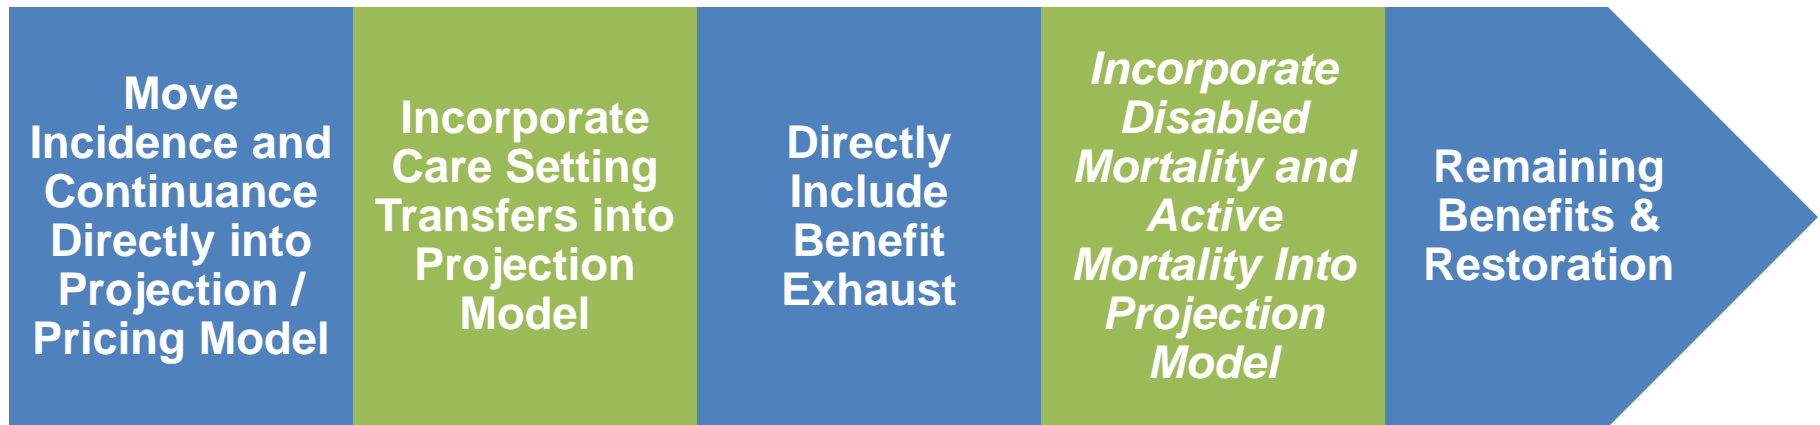 Move
Incidence and
Continuance
Directly into
Projection /
Pricing Model
Incorporate
Care Setting
Transfers into
Projection
Model
Directly
Include
Benefit
Exhaust
Incorporate
Disabled
Mortality and
Active
Mortality Into
Projection
Model
Remaining
Benefits &
Restoration